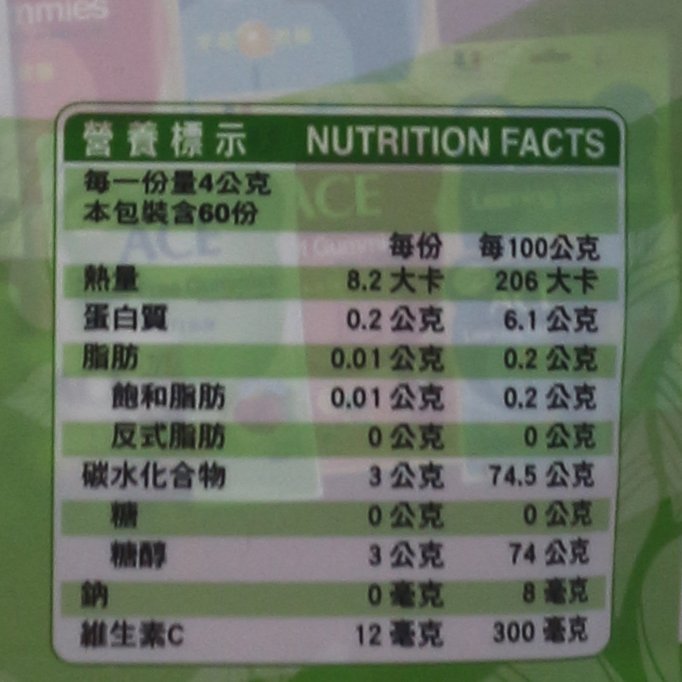 mmies
ACE
ACE
營養標示 NUTRITION FACTS
每一份量4公克
本包裝含60份
每份 每100公克
熱量 8.2 大卡 206 大卡
蛋白質 0.2 公克 6.1 公克
脂肪 0.01 公克 0.2 公克
飽和脂肪 0.01 公克 0.2 公克
反式脂肪 0 公克 0 公克
碳水化合物 3 公克 74.5 公克
糖 0 公克 0 公克
糖醇 3 公克 74 公克
鈉 0 毫克 8 毫克
維生素C 12 毫克 300 毫克